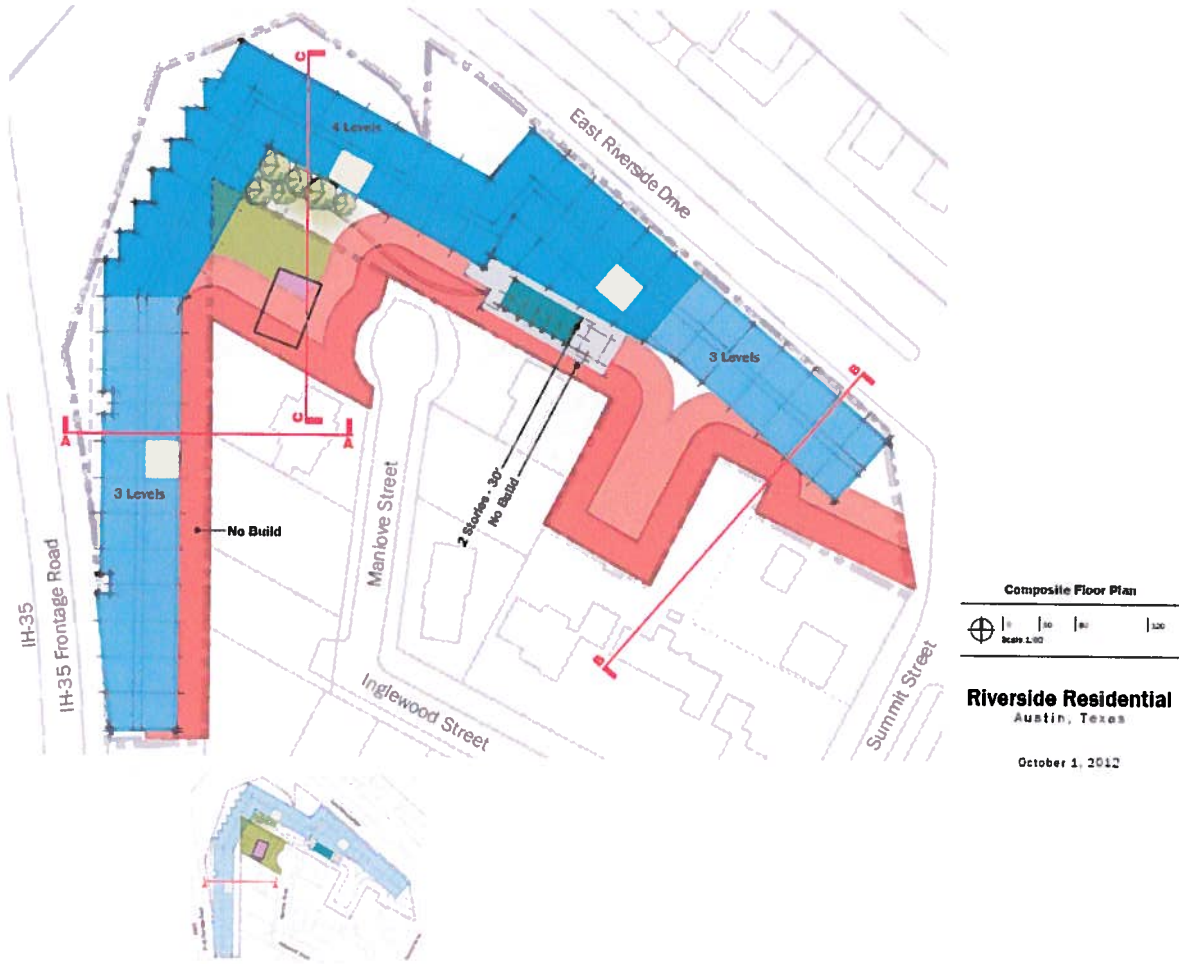 C
4 Levels
East Riverside Drive
3 Levels
B
C
A
A
3 Levels
No Build
2 Stories - 30'
No Build
Manlove Street
B
IH-35
IH-35 Frontage Road
Inglewood Street
Summit Street
Composite Floor Plan
Riverside Residential
Austin, Texas
October 1, 2012
A
A